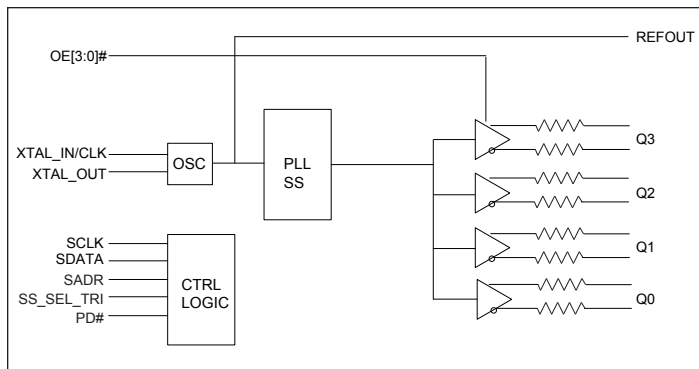 REFOUT
OE[3:0]#
Q3
XTAL_IN/CLK
OSC
PLL
SS
XTAL_OUT
Q2
SCLK
SDATA
Q1
SADR
CTRL
LOGIC
SS_SEL_TRI
Q0
PD#